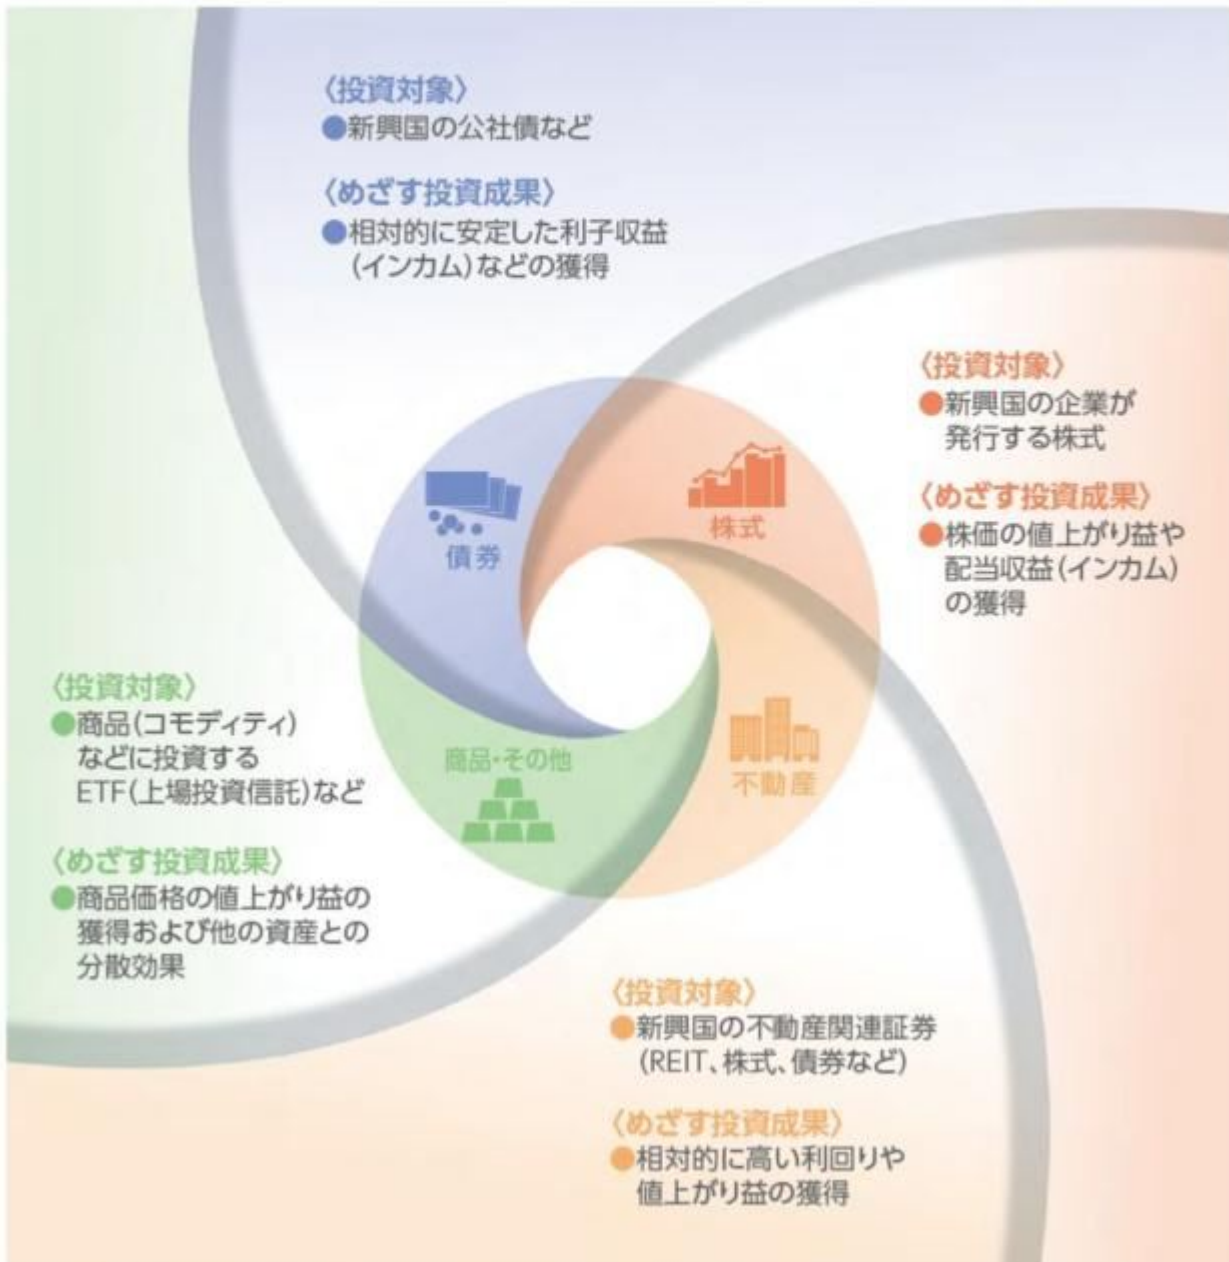 〈投資対象〉
●新興国の公社債など
〈めざす投資成果〉
●相対的に安定した利子収益
(インカム)などの獲得
〈投資対象〉
●新興国の企業が
発行する株式
〈めざす投資成果〉
●株価の値上がり益や
配当収益(インカム)
の獲得
債券
株式
商品・その他
不動産
〈投資対象〉
●商品(コモディティ)
などに投資する
ETF(上場投資信託)など
〈めざす投資成果〉
●商品価格の値上がり益の
獲得および他の資産との
分散効果
〈投資対象〉
●新興国の不動産関連証券
(REIT、株式、債券など)
〈めざす投資成果〉
●相対的に高い利回りや
値上がり益の獲得